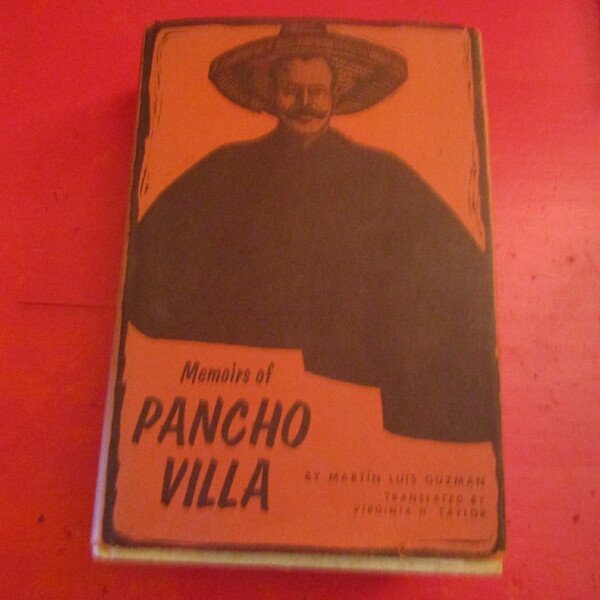 Memoirs of
PANCHO
VILLA
BY MARTÍN LUIS GUZMÁN
TRANSLATED BY
VIRGINIA H. TAYLOR